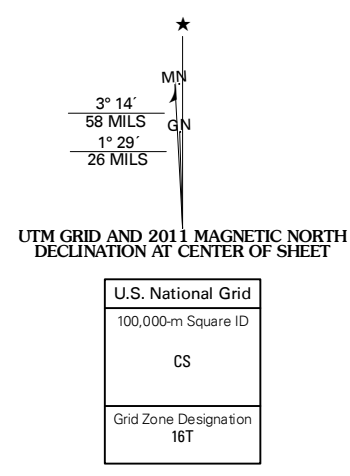 ★
MN
3° 14´
58 MILS
GN
1° 29´
26 MILS
UTM GRID AND 2011 MAGNETIC NORTH
DECLINATION AT CENTER OF SHEET
U.S. National Grid
100,000-m Square ID
CS
Grid Zone Designation
16T